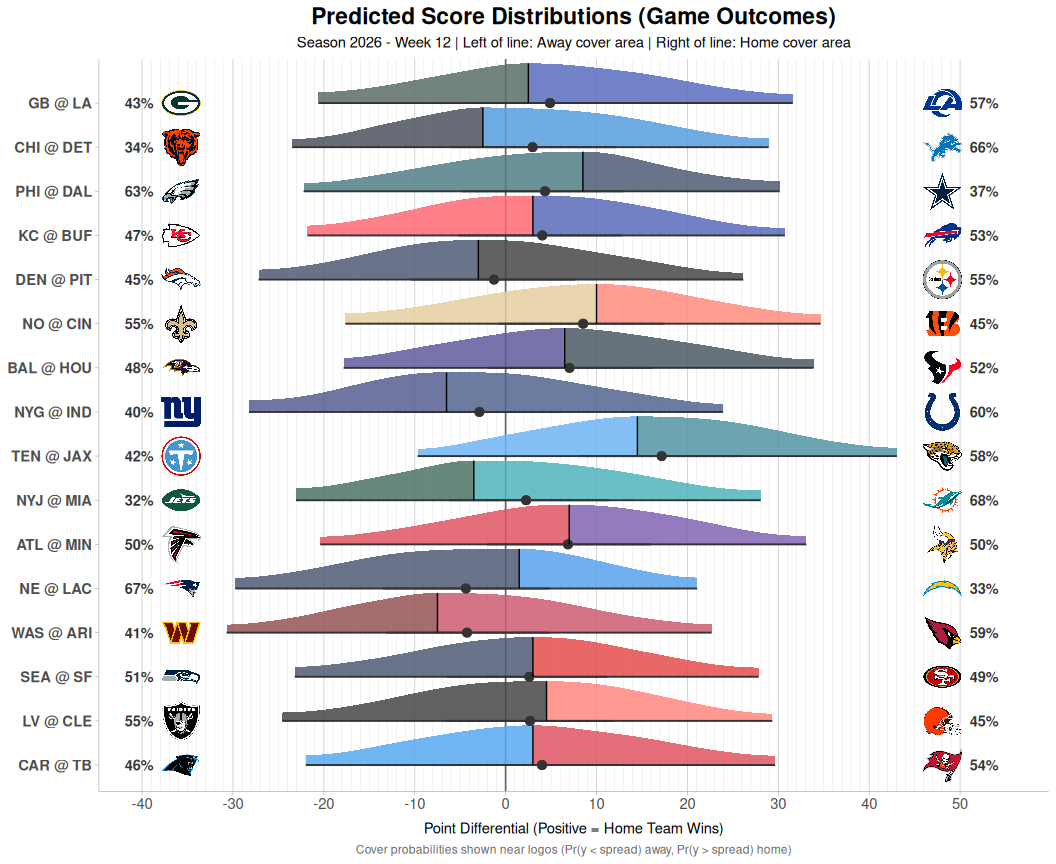 Predicted Score Distributions (Game Outcomes)
Season 2026 - Week 12 | Left of line: Away cover area | Right of line: Home cover area
GB @ LA 43% G 57%
CHI @ DET 34% 66%
PHI @ DAL 63% 37%
KC @ BUF 47% KC 53%
DEN @ PIT 45% 55%
NO @ CIN 55% 45%
BAL @ HOU 48% 52%
NYG @ IND 40% ny 60%
TEN @ JAX 42% T 58%
NYJ @ MIA 32% JETS 68%
ATL @ MIN 50% 50%
NE @ LAC 67% 33%
WAS @ ARI 41% W 59%
SEA @ SF 51% SF 49%
LV @ CLE 55% RAIDERS 45%
CAR @ TB 46% 54%
-40 -30 -20 -10 0 10 20 30 40 50
Point Differential (Positive = Home Team Wins)
Cover probabilities shown near logos (Pr(y < spread) away, Pr(y > spread) home)